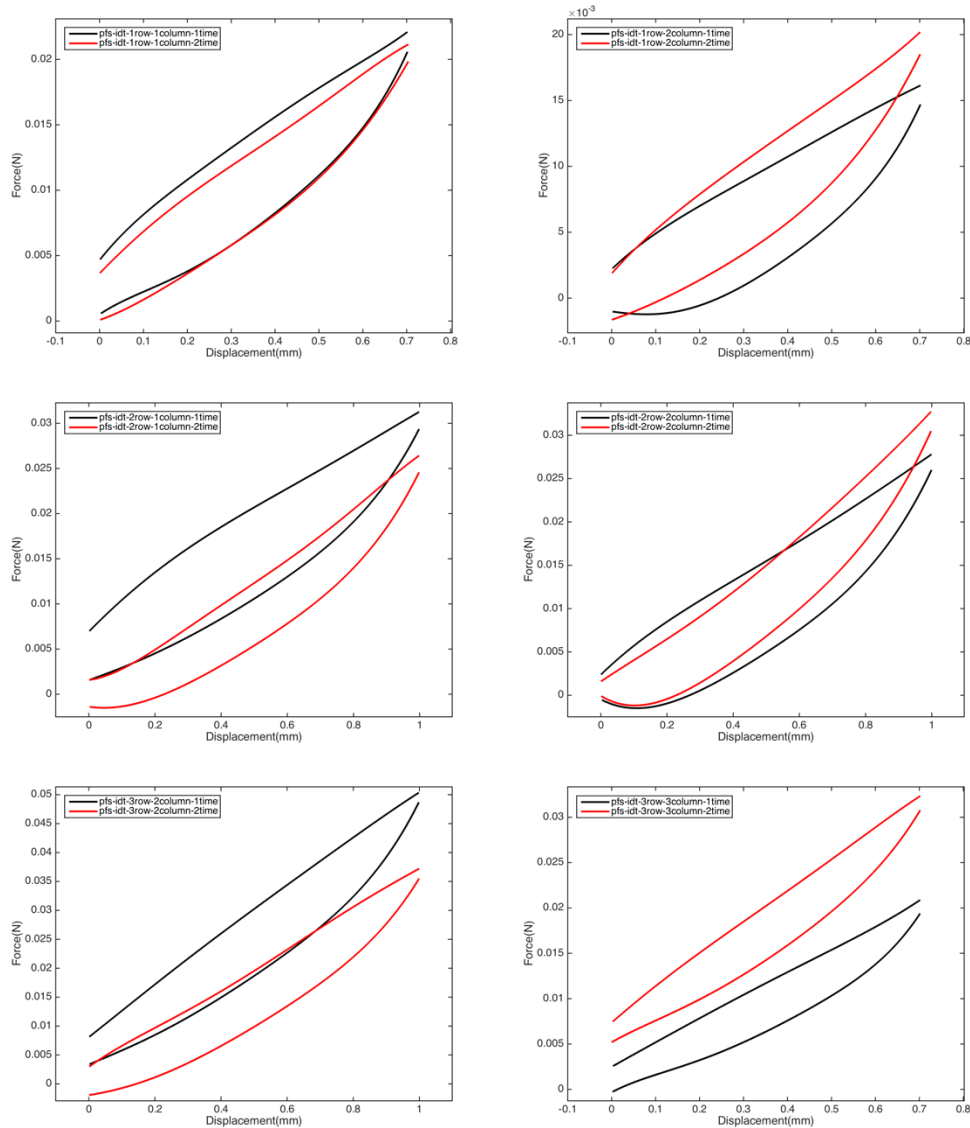 pfs-idt-1row-1column-1time
pfs-idt-1row-1column-2time
0.02
0.015
0.01
0.005
0
Force(N)
-0.1 0 0.1 0.2 0.3 0.4 0.5 0.6 0.7 0.8
Displacement(mm)
×10-3
pfs-idt-1row-2column-1time
pfs-idt-1row-2column-2time
20
15
10
5
0
Force(N)
-0.1 0 0.1 0.2 0.3 0.4 0.5 0.6 0.7 0.8
Displacement(mm)
pfs-idt-2row-1column-1time
pfs-idt-2row-1column-2time
0.03
0.025
0.02
0.015
0.01
0.005
0
Force(N)
0 0.2 0.4 0.6 0.8 1
Displacement(mm)
pfs-idt-2row-2column-1time
pfs-idt-2row-2column-2time
0.03
0.025
0.02
0.015
0.01
0.005
0
Force(N)
0 0.2 0.4 0.6 0.8 1
Displacement(mm)
pfs-idt-3row-2column-1time
pfs-idt-3row-2column-2time
0.05
0.045
0.04
0.035
0.03
0.025
0.02
0.015
0.01
0.005
0
Force(N)
0 0.2 0.4 0.6 0.8 1
Displacement(mm)
pfs-idt-3row-3column-1time
pfs-idt-3row-3column-2time
0.03
0.025
0.02
0.015
0.01
0.005
0
Force(N)
-0.1 0 0.1 0.2 0.3 0.4 0.5 0.6 0.7 0.8
Displacement(mm)